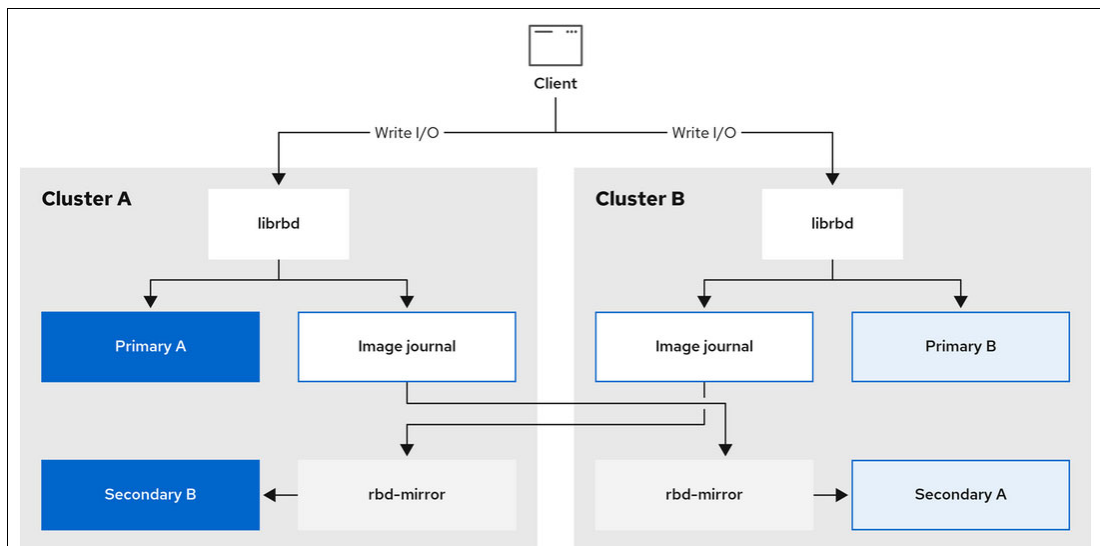 Client
Write I/O
Write I/O
Cluster A
Cluster B
librbd
librbd
Primary A
Image journal
Image journal
Primary B
Secondary B
rbd-mirror
rbd-mirror
Secondary A